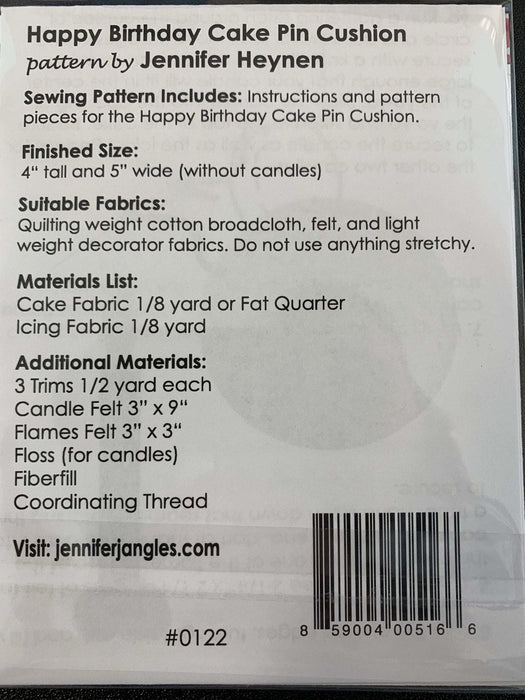 Happy Birthday Cake Pin Cushion
pattern by Jennifer Heynen
Sewing Pattern Includes: Instructions and pattern
pieces for the Happy Birthday Cake Pin Cushion.
Finished Size:
4“ tall and 5” wide (without candles)
Suitable Fabrics:
Quilting weight cotton broadcloth, felt, and light
weight decorator fabrics. Do not use anything stretchy.
Materials List:
Cake Fabric 1/8 yard or Fat Quarter
Icing Fabric 1/8 yard
Additional Materials:
3 Trims 1/2 yard each
Candle Felt 3” x 9“
Flames Felt 3” x 3“
Floss (for candles)
Fiberfill
Coordinating Thread
Visit: jenniferjangles.com
#0122
8 59004 00516 6